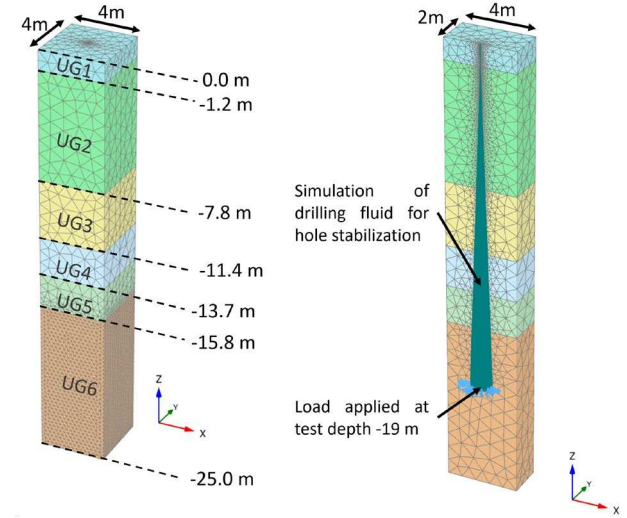 4m
4m
UG1
0.0 m
-1.2 m
UG2
-7.8 m
UG3
-11.4 m
UG4
-13.7 m
UG5
-15.8 m
UG6
-25.0 m
Z
Y
X
2m
4m
Simulation of
drilling fluid for
hole stabilization
Load applied at
test depth -19 m
Z
Y
X